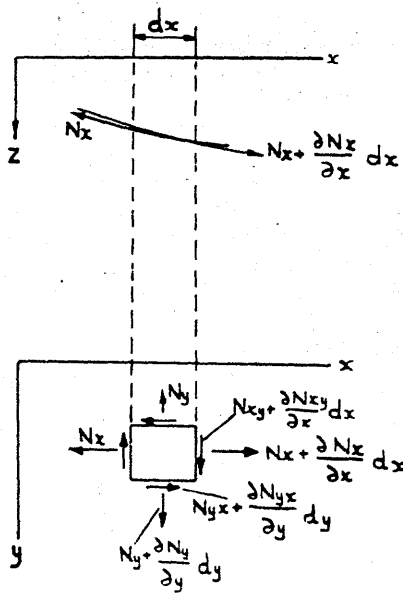 dx
x
z
Nx
Nx + ∂Nx/∂x dx
x
y
Ny
Nxy + ∂Nxy/∂x dx
Nx
Nx + ∂Nx/∂x dx
Nyx + ∂Nyx/∂y dy
Ny + ∂Ny/∂y dy